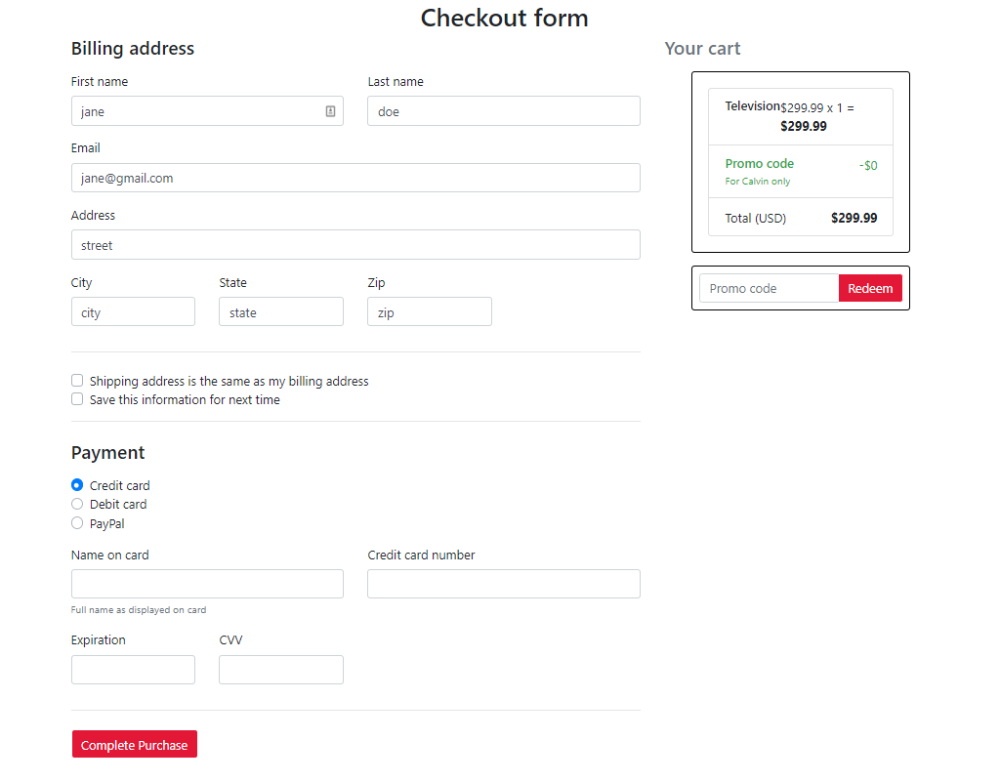 Checkout form
Billing address
First name
Last name
jane
doe
Email
jane@gmail.com
Address
street
City
State
Zip
city
state
zip
Shipping address is the same as my billing address
Save this information for next time
Payment
Credit card
Debit card
PayPal
Name on card
Credit card number
Full name as displayed on card
Expiration
CVV
Complete Purchase
Your cart
Television $299.99 x 1 =
$299.99
Promo code -$0
For Calvin only
Total (USD) $299.99
Promo code Redeem